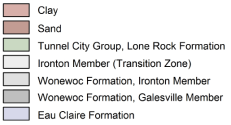 Clay
Sand
Tunnel City Group, Lone Rock Formation
Ironton Member (Transition Zone)
Wonewoc Formation, Ironton Member
Wonewoc Formation, Galesville Member
Eau Claire Formation